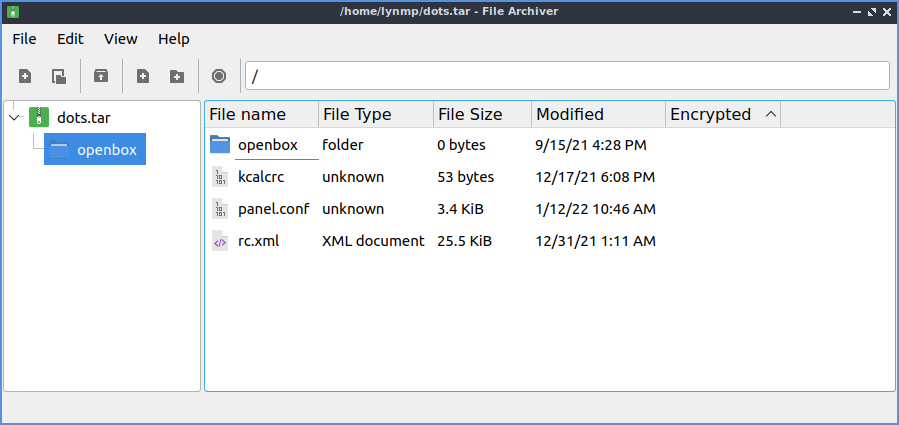 /home/lynmp/dots.tar - File Archiver
File Edit View Help
/
dots.tar
openbox
File name File Type File Size Modified Encrypted
openbox folder 0 bytes 9/15/21 4:28 PM
kcalcrc unknown 53 bytes 12/17/21 6:08 PM
panel.conf unknown 3.4 KiB 1/12/22 10:46 AM
rc.xml XML document 25.5 KiB 12/31/21 1:11 AM